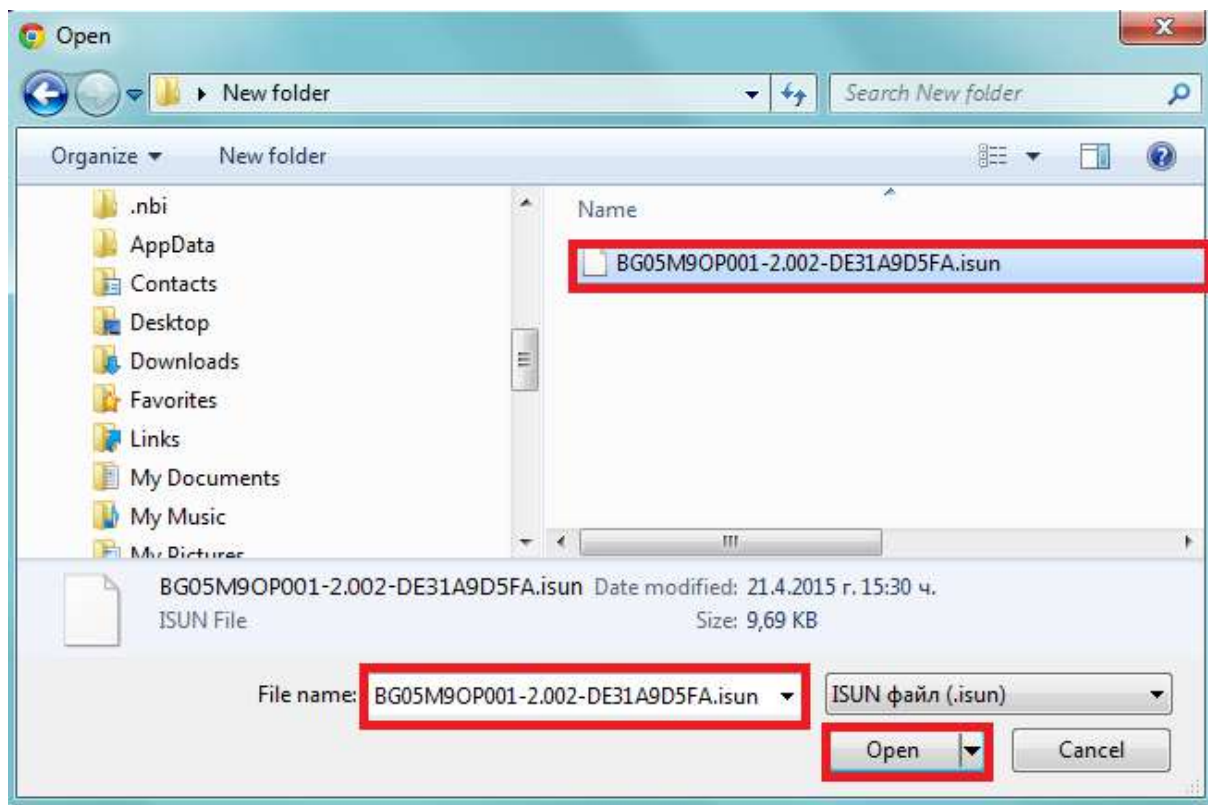 Open
New folder
Search New folder
Organize
New folder
.nbi
AppData
Contacts
Desktop
Downloads
Favorites
Links
My Documents
My Music
My Pictures
Name
BG05M9OP001-2.002-DE31A9D5FA.isun
BG05M9OP001-2.002-DE31A9D5FA.isun Date modified: 21.4.2015 г. 15:30 ч.
ISUN File Size: 9,69 KB
File name: BG05M9OP001-2.002-DE31A9D5FA.isun ISUN файл (.isun)
Open Cancel